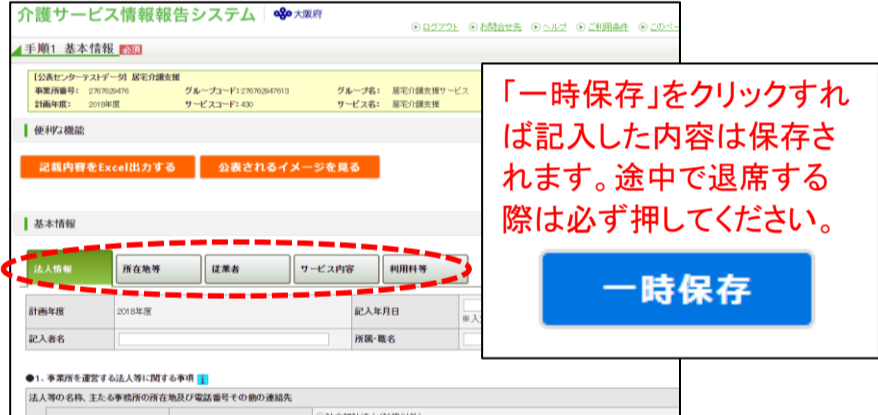 介護サービス情報報告システム 大阪府
ログアウト お問合せ先 ヘルプ ご利用条件 このペー
手順1 基本情報 必須
【公表センターテストデータ】居宅介護支援
事業所番号: 2767629476 グループコード:276762947613 グループ名: 居宅介護支援サービス
計画年度: 2018年度 サービスコード:430 サービス名: 居宅介護支援
便利な機能
記載内容をExcel出力する 公表されるイメージを見る
基本情報
法人情報 所在地等 従業者 サービス内容 利用料等
計画年度 2018年度 記入年月日
※入
記入者名 所属・職名
●1. 事業所を運営する法人等に関する事項 i
法人等の名称、主たる事務所の所在地及び電話番号その他の連絡先
「一時保存」をクリックすれ
ば記入した内容は保存さ
れます。途中で退席する
際は必ず押してください。
一時保存